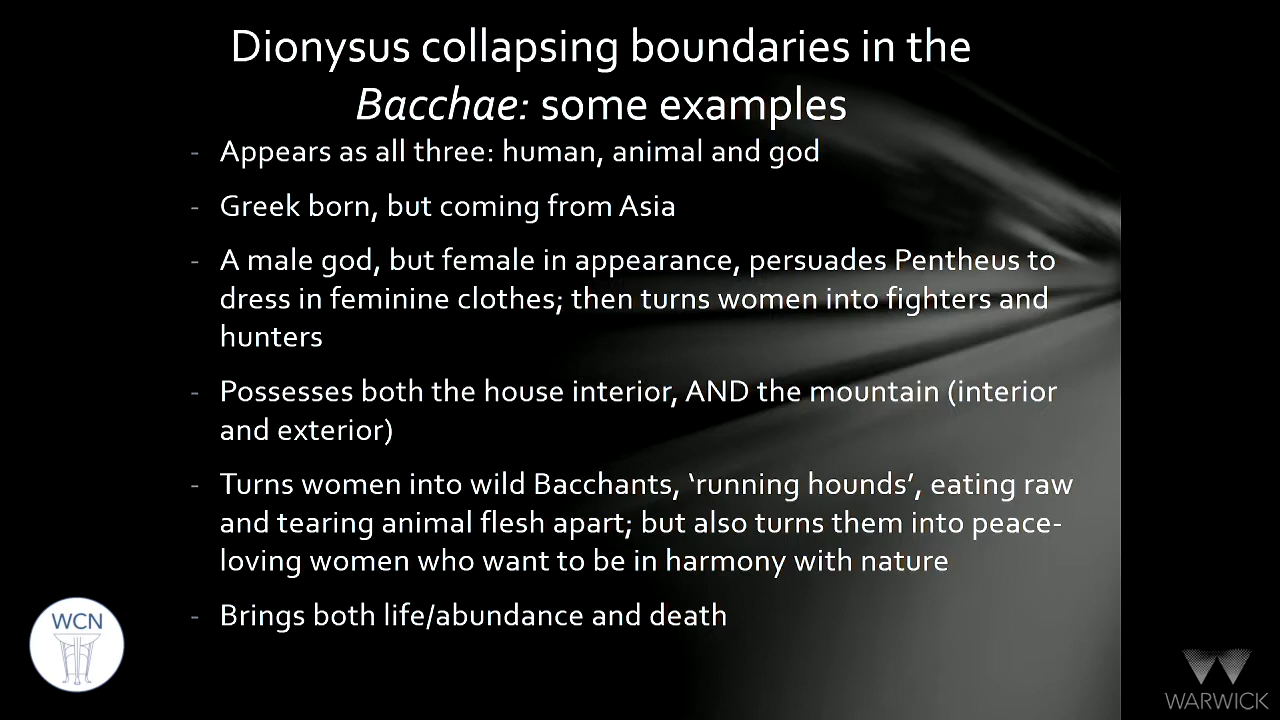 Dionysus collapsing boundaries in the
Bacchae: some examples
- Appears as all three: human, animal and god
- Greek born, but coming from Asia
- A male god, but female in appearance, persuades Pentheus to
dress in feminine clothes; then turns women into fighters and
hunters
- Possesses both the house interior, AND the mountain (interior
and exterior)
- Turns women into wild Bacchants, ‘running hounds’, eating raw
and tearing animal flesh apart; but also turns them into peace-
loving women who want to be in harmony with nature
- Brings both life/abundance and death
WCN
WARWICK